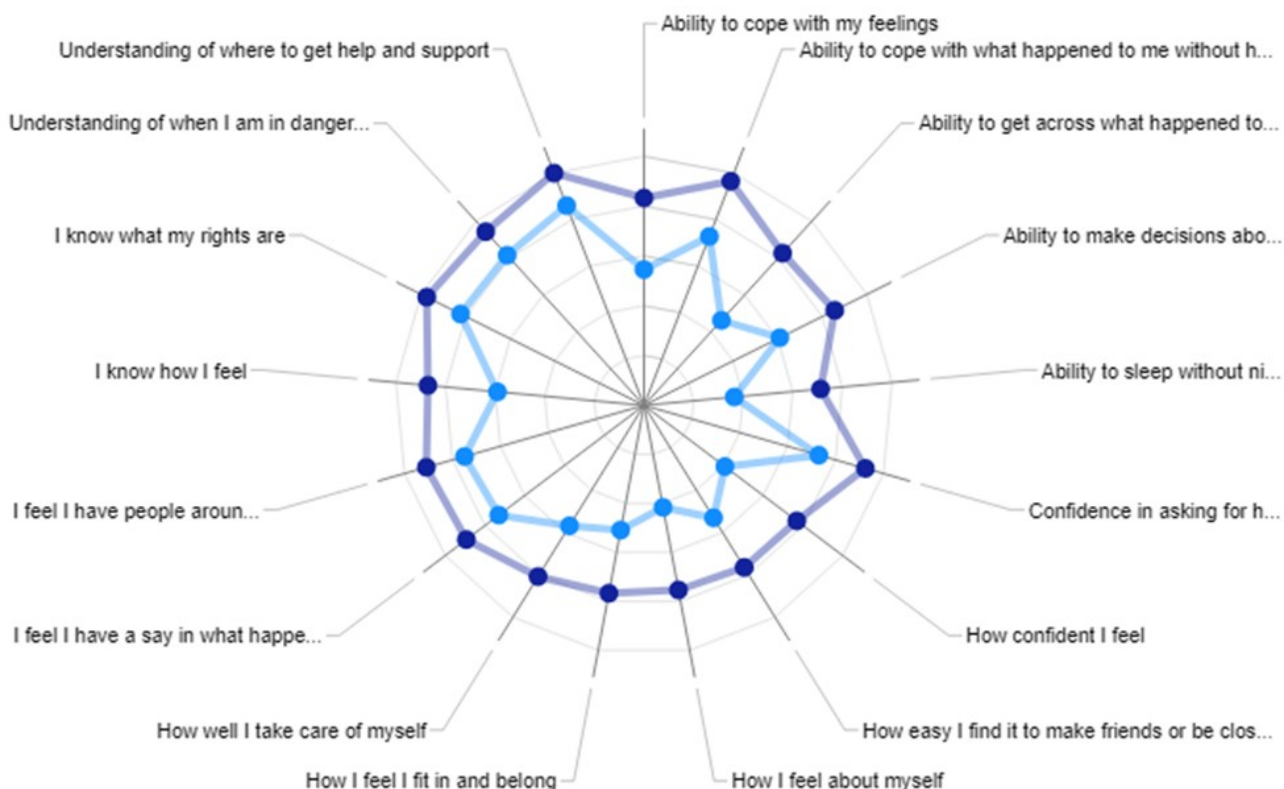 Ability to cope with my feelings
Ability to cope with what happened to me without h...
Ability to get across what happened to...
Ability to make decisions abo...
Ability to sleep without ni...
Confidence in asking for h...
How confident I feel
How easy I find it to make friends or be clos...
How I feel about myself
How I feel I fit in and belong
How well I take care of myself
I feel I have a say in what happe...
I feel I have people aroun...
I know how I feel
I know what my rights are
Understanding of when I am in danger...
Understanding of where to get help and support